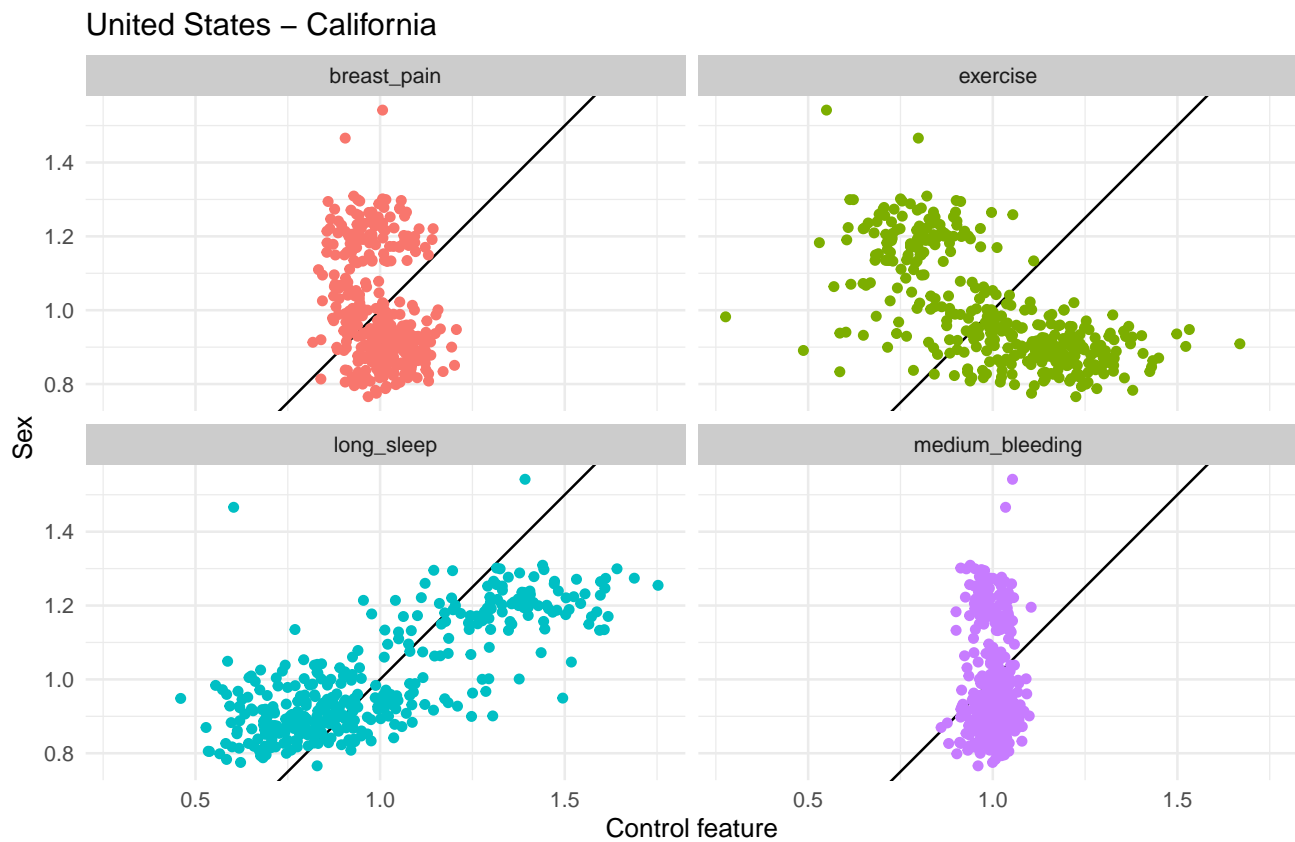 United States – California
breast_pain
exercise
1.4
1.2
1.0
0.8
Sex
long_sleep
medium_bleeding
1.4
1.2
1.0
0.8
0.5
1.0
1.5
0.5
1.0
1.5
Control feature